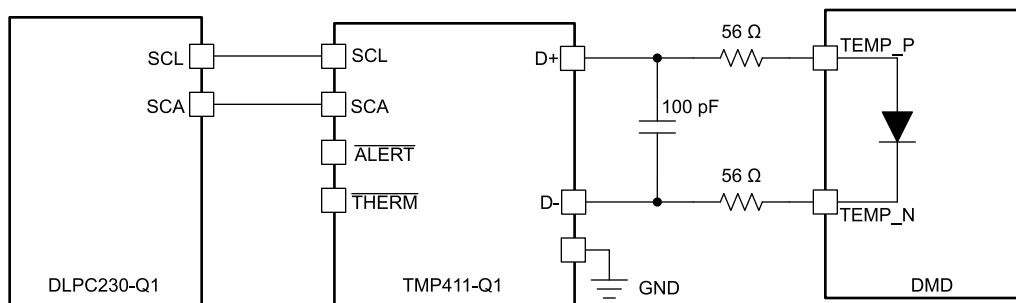 56 Ω
SCL
SCL
D+
TEMP_P
SCA
SCA
100 pF
ALERT
THERM
56 Ω
D-
TEMP_N
DLPC230-Q1
TMP411-Q1
GND
DMD